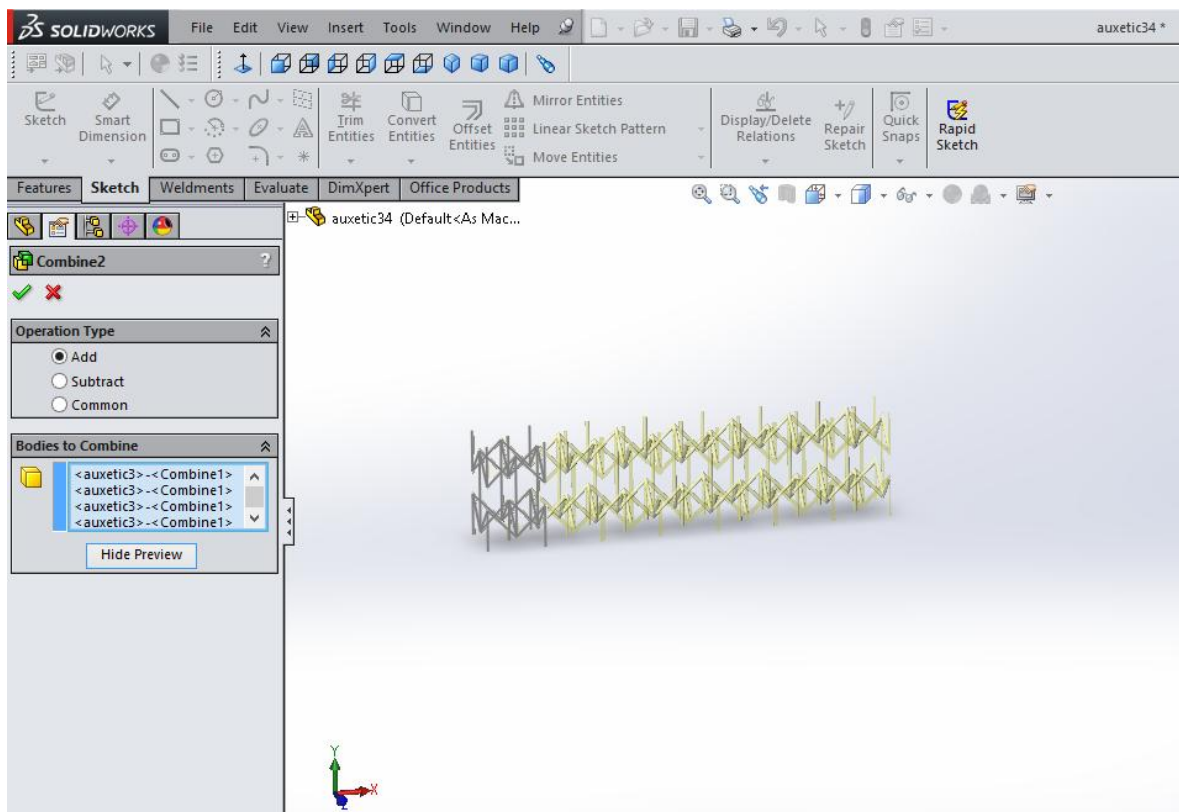 SOLIDWORKS File Edit View Insert Tools Window Help auxetic34 *
Sketch
Smart Dimension
Trim Entities
Convert Entities
Offset Entities
Mirror Entities
Linear Sketch Pattern
Move Entities
Display/Delete Relations
Repair Sketch
Quick Snaps
Rapid Sketch
Features Sketch Weldments Evaluate DimXpert Office Products
auxetic34 (Default<As Mac...
Combine2 ?
Operation Type
Add
Subtract
Common
Bodies to Combine
<auxetic3>-<Combine1>
<auxetic3>-<Combine1>
<auxetic3>-<Combine1>
<auxetic3>-<Combine1>
Hide Preview
Y
X
Z